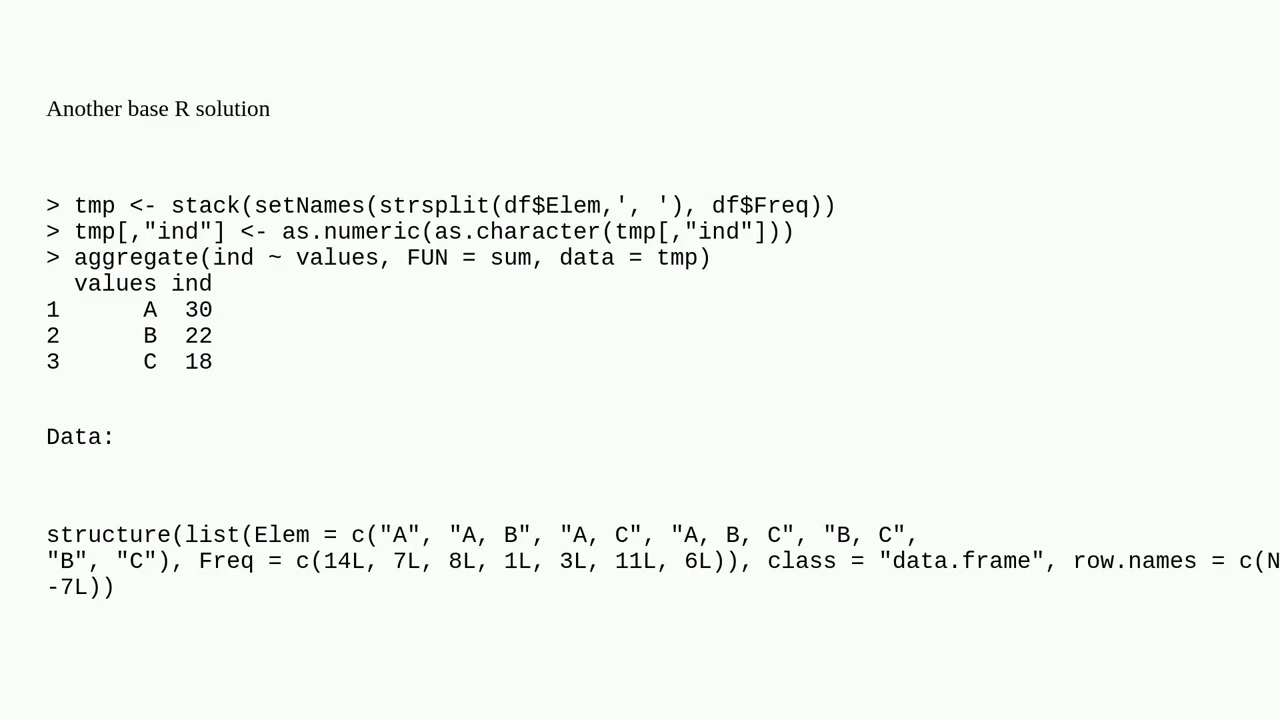 Another base R solution
> tmp <- stack(setNames(strsplit(df$Elem,', '), df$Freq))
> tmp[,"ind"] <- as.numeric(as.character(tmp[,"ind"]))
> aggregate(ind ~ values, FUN = sum, data = tmp)
  values ind
1      A  30
2      B  22
3      C  18
Data:
structure(list(Elem = c("A", "A, B", "A, C", "A, B, C", "B, C",
"B", "C"), Freq = c(14L, 7L, 8L, 1L, 3L, 11L, 6L)), class = "data.frame", row.names = c(N
-7L))